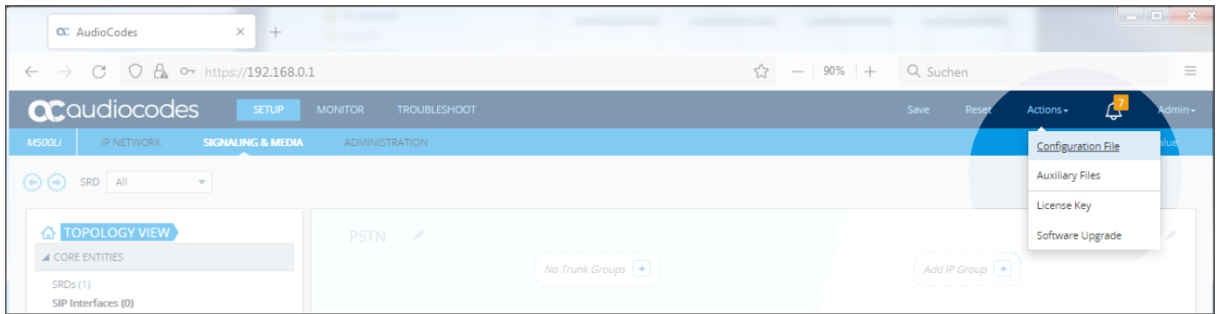 AudioCodes
https://192.168.0.1
90%
Suchen
audiocodes
SETUP
MONITOR
TROUBLESHOOT
Save
Reset
Actions
7
Admin
M500Li
IP NETWORK
SIGNALING & MEDIA
ADMINISTRATION
alue
SRD
All
Configuration File
Auxiliary Files
License Key
Software Upgrade
TOPOLOGY VIEW
CORE ENTITIES
SRDs (1)
SIP Interfaces (0)
PSTN
No Trunk Groups
Add IP Group